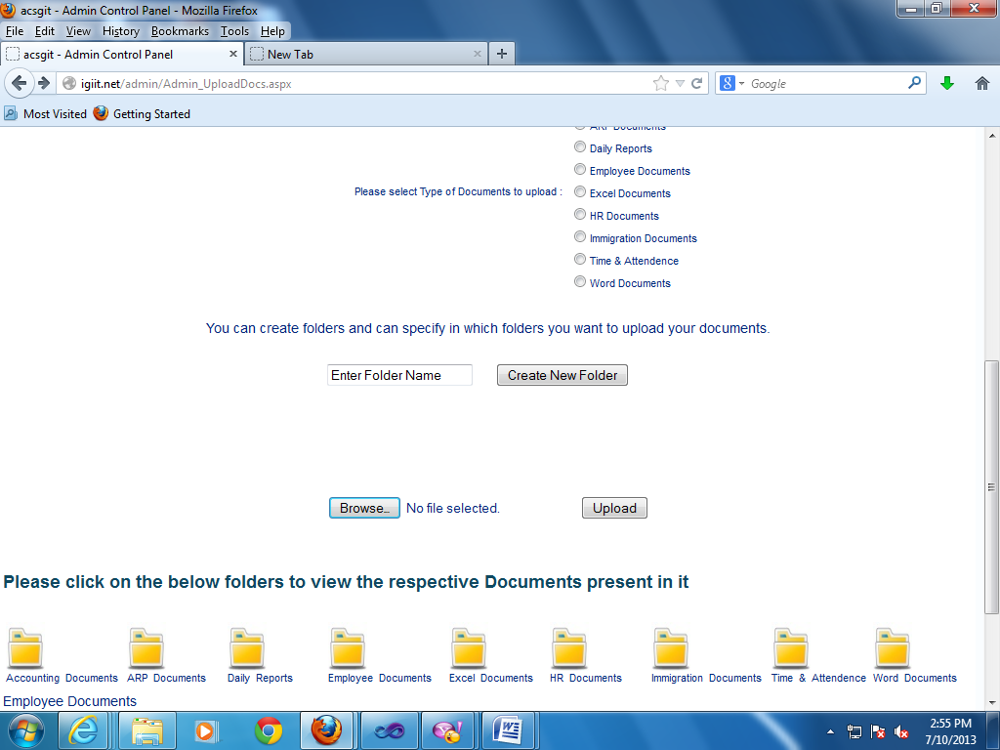 acsgit - Admin Control Panel - Mozilla Firefox
File Edit View History Bookmarks Tools Help
acsgit - Admin Control Panel
New Tab
igiit.net/admin/Admin_UploadDocs.aspx
Google
Most Visited Getting Started
ARP Documents
Daily Reports
Employee Documents
Please select Type of Documents to upload :
Excel Documents
HR Documents
Immigration Documents
Time & Attendence
Word Documents
You can create folders and can specify in which folders you want to upload your documents.
Enter Folder Name Create New Folder
Browse… No file selected. Upload
Please click on the below folders to view the respective Documents present in it
Accounting Documents ARP Documents Daily Reports Employee Documents Excel Documents HR Documents Immigration Documents Time & Attendence Word Documents
Employee Documents
2:55 PM
7/10/2013